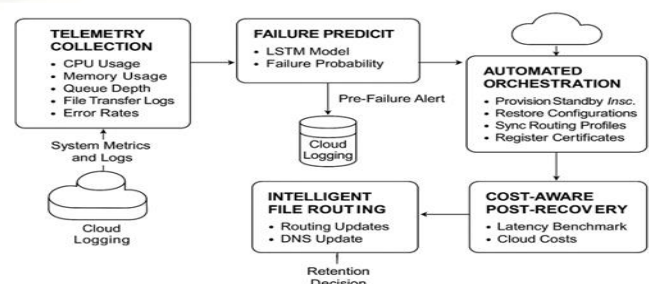 TELEMETRY
COLLECTION
• CPU Usage
• Memory Usage
• Queue Depth
• File Transfer Logs
• Error Rates
System Metrics
and Logs
Cloud
Logging
FAILURE PREDICIT
• LSTM Model
• Failure Probability
Pre-Failure Alert
Cloud
Logging
AUTOMATED
ORCHESTRATION
• Provision Standby Insc.
• Restore Configurations
• Sync Routing Profiles
• Register Certificates
COST-AWARE
POST-RECOVERY
• Latency Benchmark
• Cloud Costs
INTELLIGENT
FILE ROUTING
• Routing Updates
• DNS Update
Retention
Decision